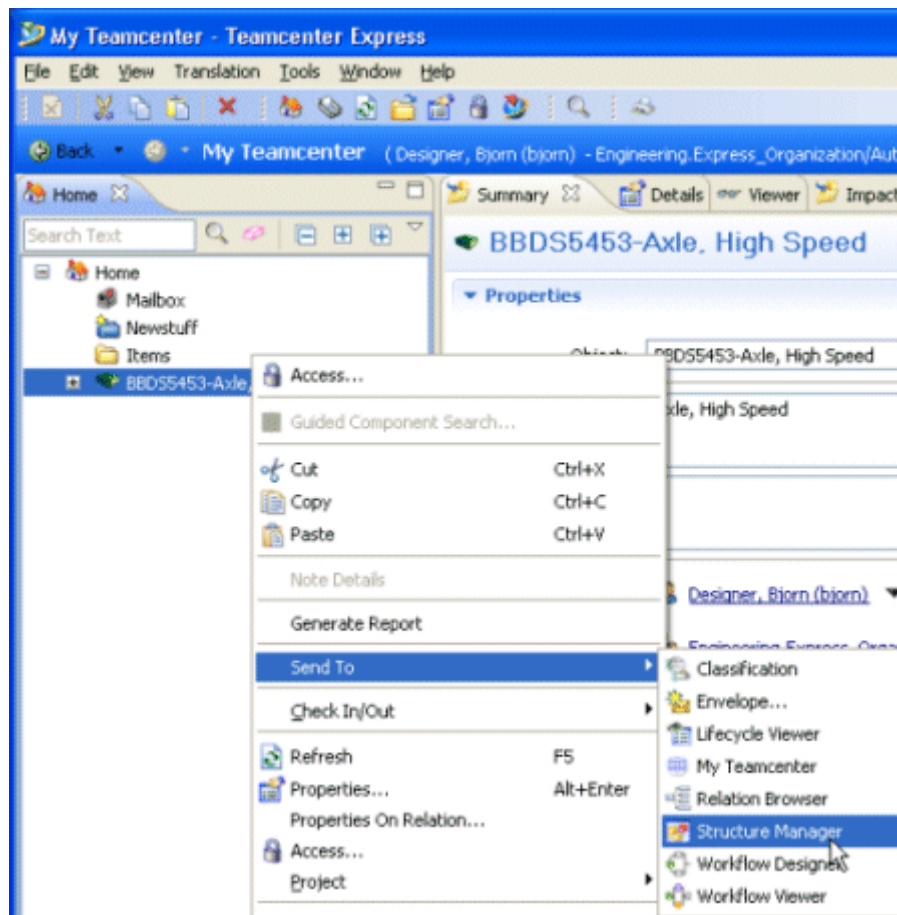 My Teamcenter - Teamcenter Express
File Edit View Translation Tools Window Help
Back My Teamcenter ( Designer, Bjorn (bjorn) - Engineering.Express_Organization/Aut
Home Summary Details Viewer Impact
Search Text
BBDS5453-Axle, High Speed
Home
Properties
Mailbox
Newstuff
Items
BBDS5453-Axle, High Speed
BBDS5453-Axle,
Access...
xle, High Speed
Guided Component Search...
Cut Ctrl+X
Copy Ctrl+C
Paste Ctrl+V
Note Details
Designer, Bjorn (bjorn)
Generate Report
Send To
Classification
Envelope...
Check In/Out
Lifecycle Viewer
Refresh F5
My Teamcenter
Properties... Alt+Enter
Relation Browser
Properties On Relation...
Structure Manager
Access...
Workflow Designer
Project
Workflow Viewer